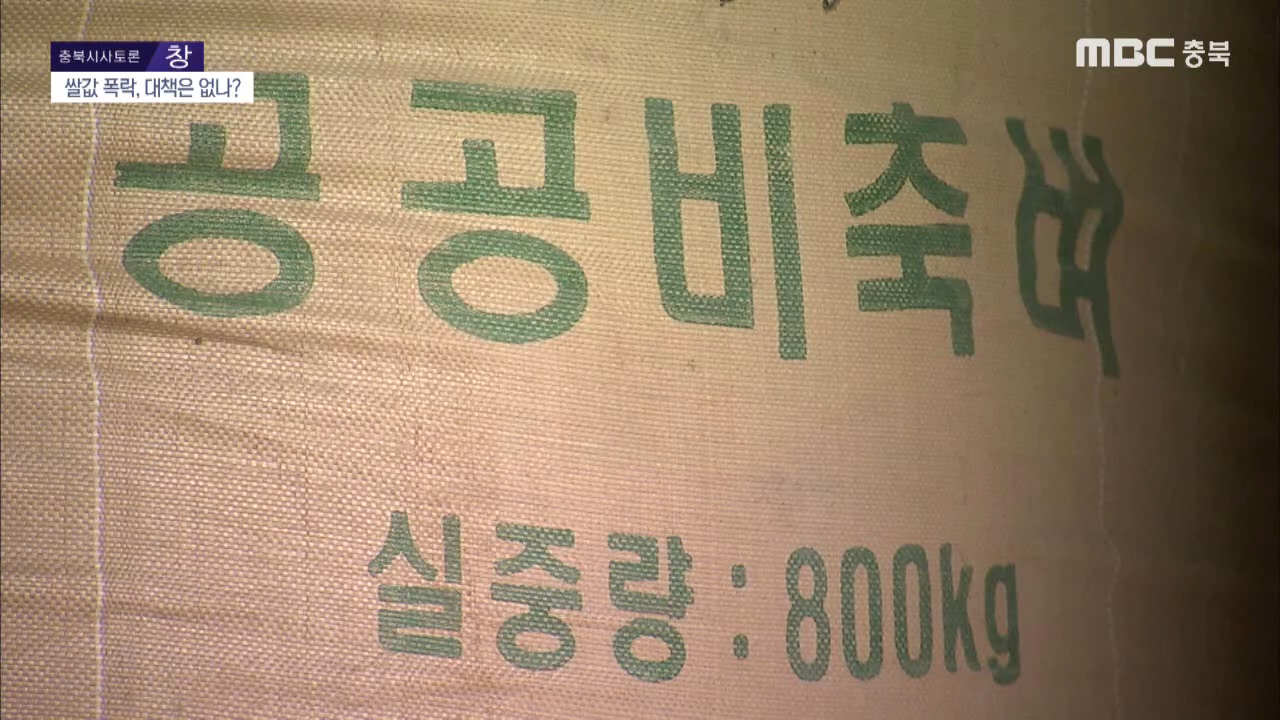 충북시사토론 창
쌀값 폭락, 대책은 없나?
MBC 충북
공공비축
실중량 : 800kg